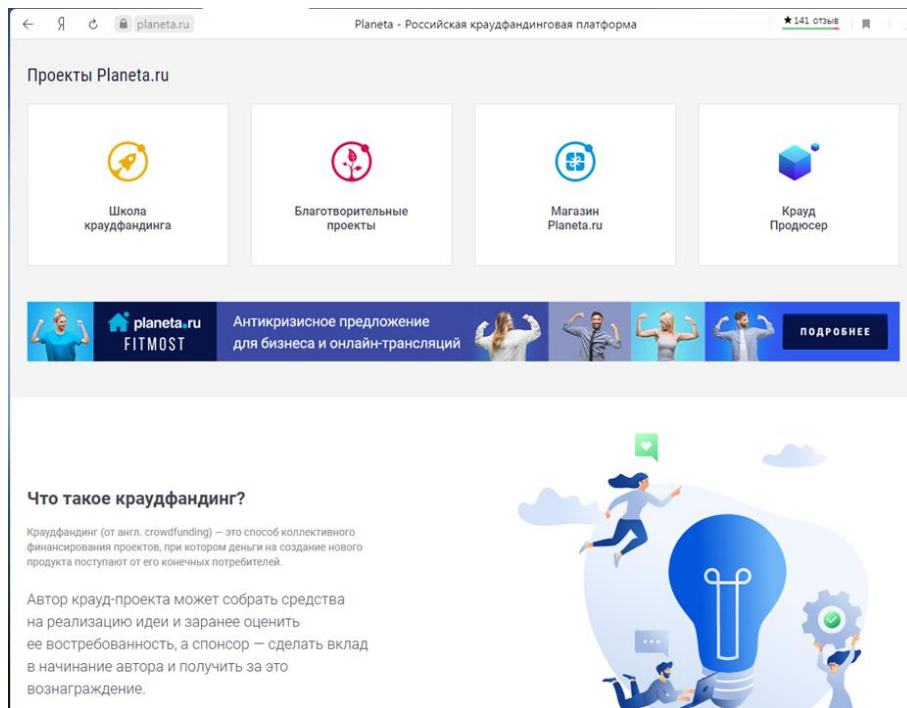 Я
planeta.ru
Planeta - Российская краудфандинговая платформа
★141 отзыв
Проекты Planeta.ru
Школа
краудфандинга
Благотворительные
проекты
Магазин
Planeta.ru
Крауд
Продюсер
planeta.ru
FITMOST
Антикризисное предложение
для бизнеса и онлайн-трансляций
ПОДРОБНЕЕ
Что такое краудфандинг?
Краудфандинг (от англ. crowdfunding) — это способ коллективного
финансирования проектов, при котором деньги на создание нового
продукта поступают от его конечных потребителей.
Автор крауд-проекта может собрать средства
на реализацию идеи и заранее оценить
ее востребованность, а спонсор — сделать вклад
в начинание автора и получить за это
вознаграждение.